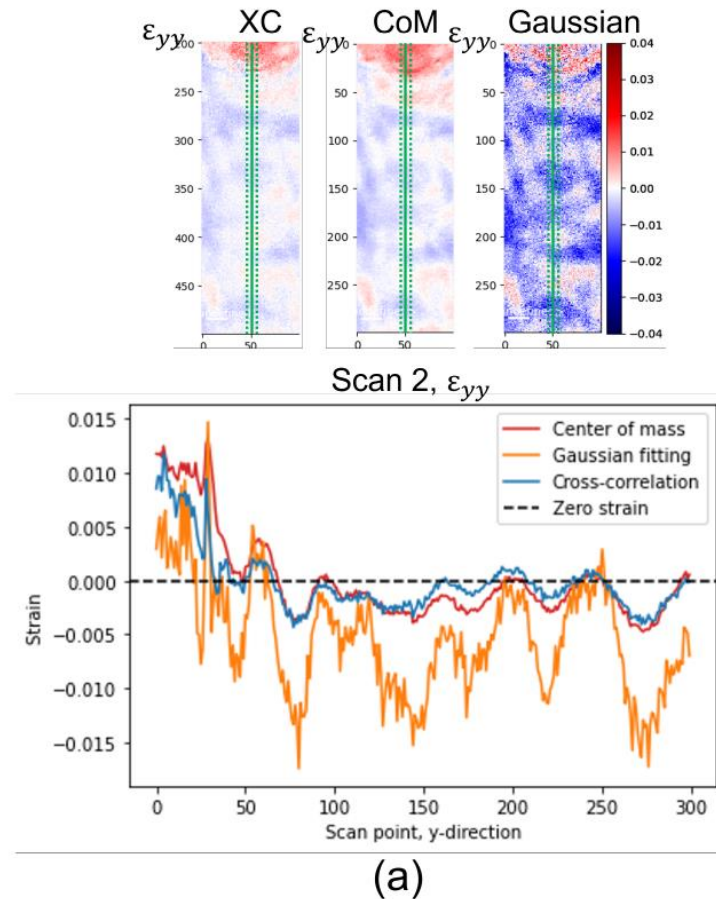 XC CoM Gaussian
εyy εyy εyy
200 0 0 0.04
250 50 50 0.03
0.02
300 100 100 0.01
350 150 150 0.00
400 200 200 −0.01
−0.02
450 250 250 −0.03
−0.04
0 50 0 50 0 50
Scan 2, εyy
0.015
0.010
0.005
0.000
−0.005
−0.010
−0.015
Strain
Center of mass
Gaussian fitting
Cross-correlation
Zero strain
0 50 100 150 200 250 300
Scan point, y-direction
(a)